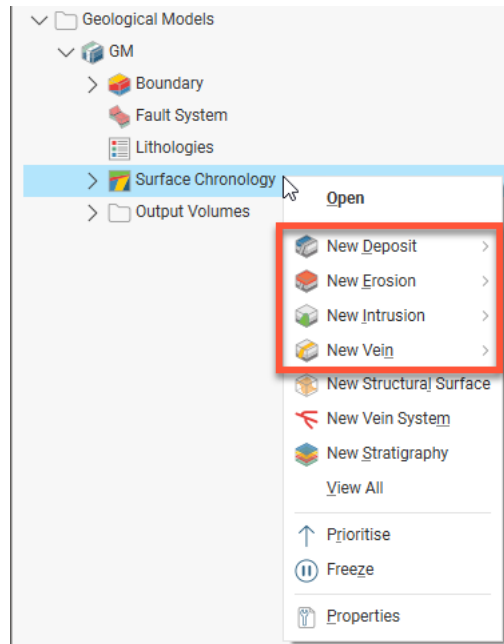 Geological Models
GM
Boundary
Fault System
Lithologies
Surface Chronology
Output Volumes
Open
New Deposit
New Erosion
New Intrusion
New Vein
New Structural Surface
New Vein System
New Stratigraphy
View All
Prioritise
Freeze
Properties